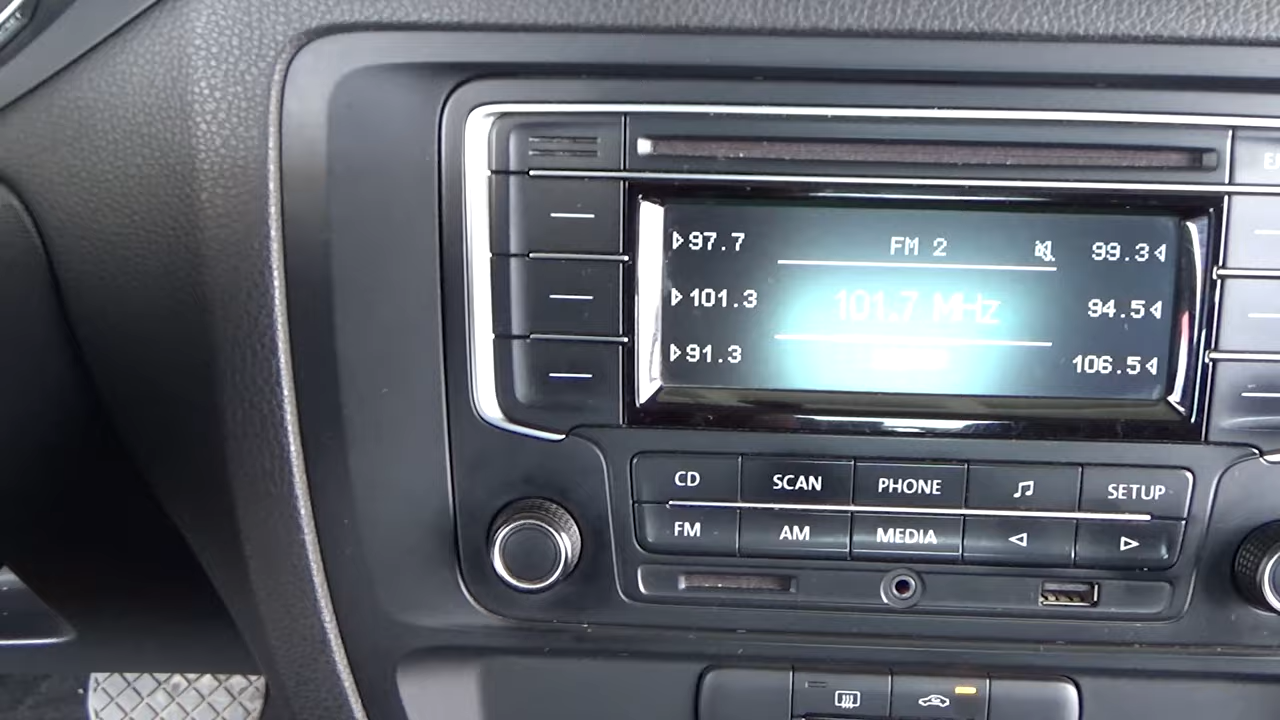 FM 2
97.7
99.3
101.3
101.7 MHz
94.5
91.3
106.5
CD
SCAN
PHONE
SETUP
FM
AM
MEDIA